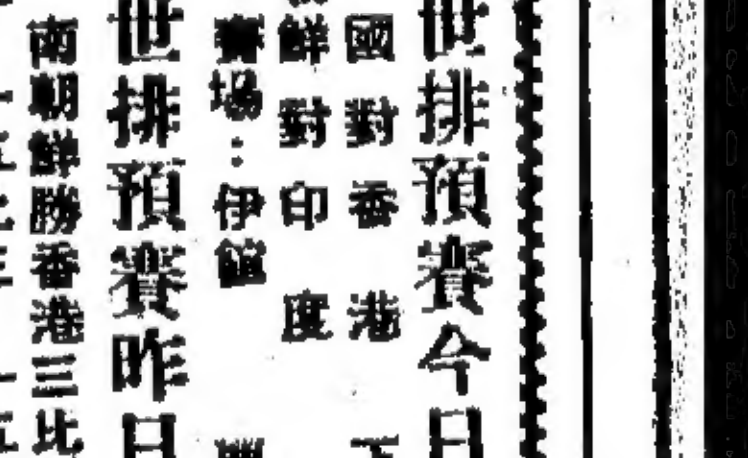 世排預賽今日
國對香港
鮮對印度
賽場：伊館
世排預賽昨日
南朝鮮勝香港三比